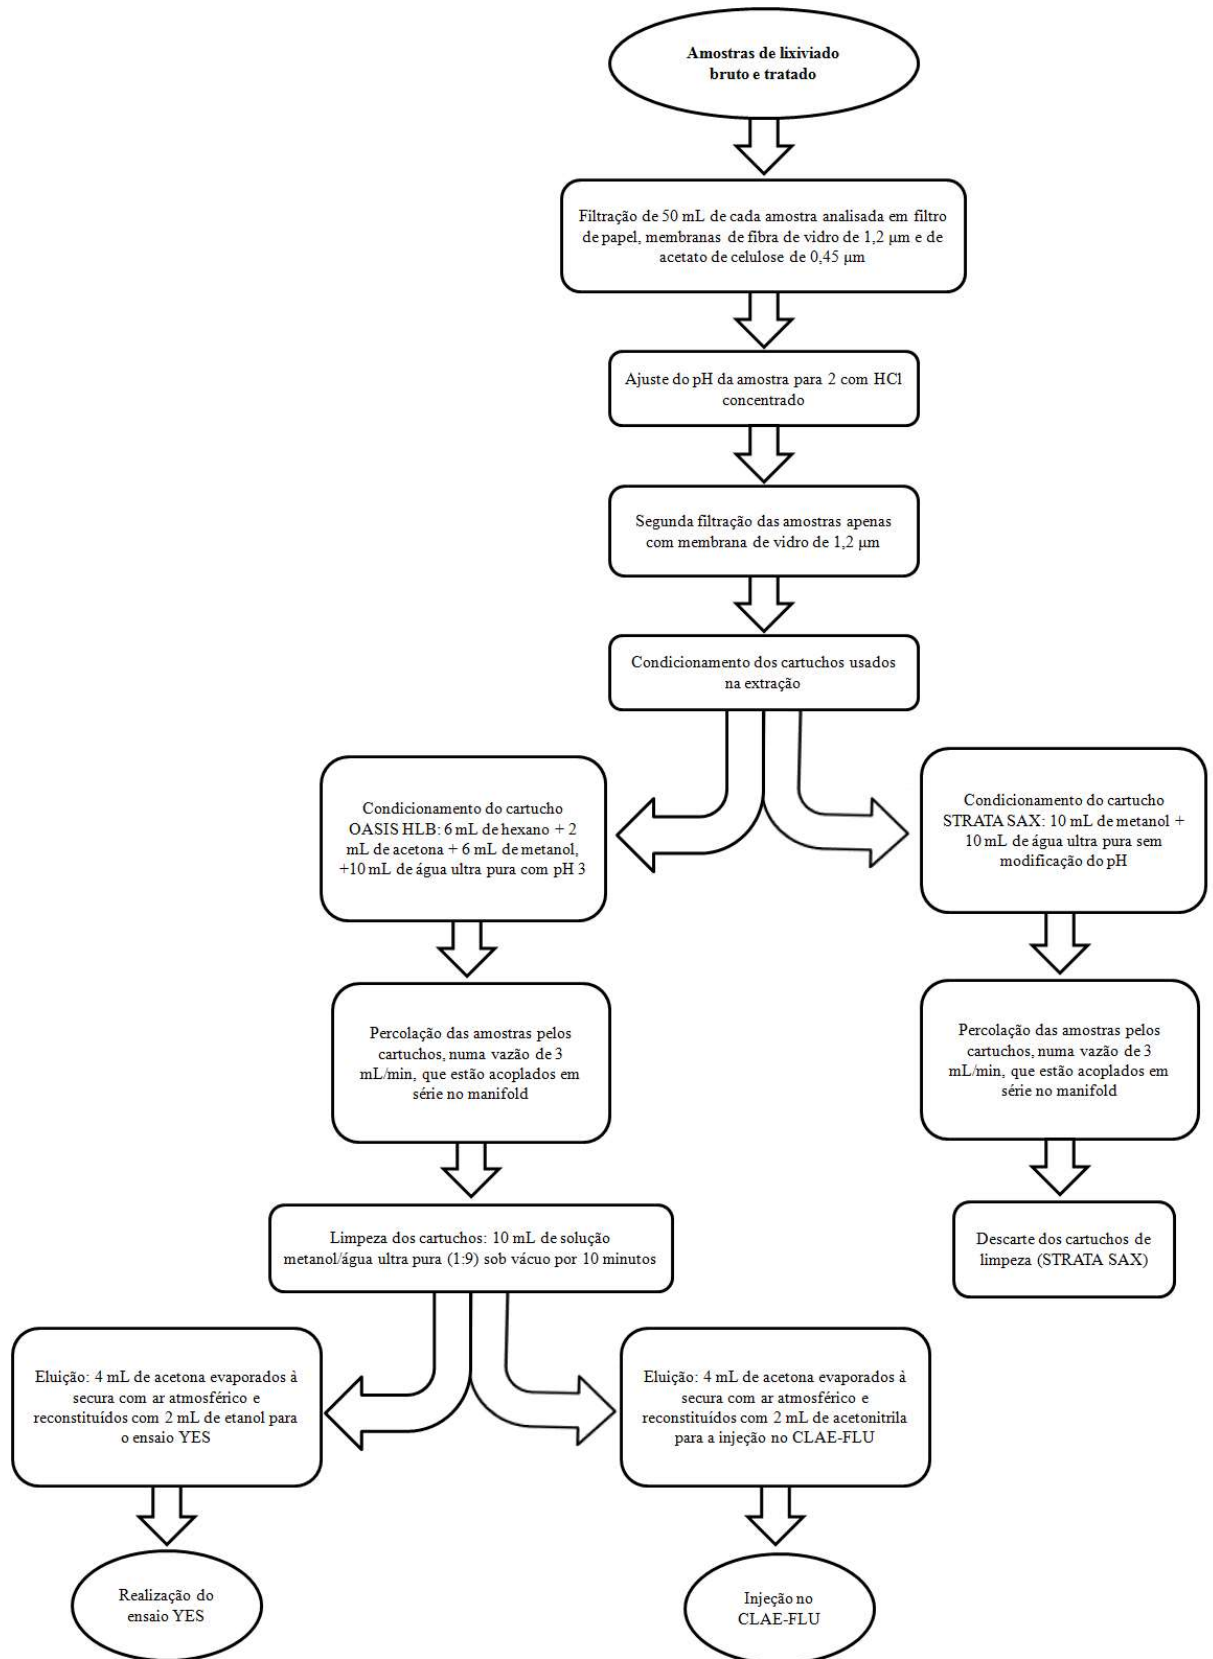 Amostras de lixiviado
bruto e tratado
Filtração de 50 mL de cada amostra analisada em filtro
de papel, membranas de fibra de vidro de 1,2 µm e de
acetato de celulose de 0,45 µm
Ajuste do pH da amostra para 2 com HCl
concentrado
Segunda filtração das amostras apenas
com membrana de vidro de 1,2 µm
Condicionamento dos cartuchos usados
na extração
Condicionamento do cartucho
OASIS HLB: 6 mL de hexano + 2
mL de acetona + 6 mL de metanol,
+10 mL de água ultra pura com pH 3
Condicionamento do cartucho
STRATA SAX: 10 mL de metanol +
10 mL de água ultra pura sem
modificação do pH
Percolação das amostras pelos
cartuchos, numa vazão de 3
mL/min, que estão acoplados em
série no manifold
Percolação das amostras pelos
cartuchos, numa vazão de 3
mL/min, que estão acoplados em
série no manifold
Limpeza dos cartuchos: 10 mL de solução
metanol/água ultra pura (1:9) sob vácuo por 10 minutos
Descarte dos cartuchos de
limpeza (STRATA SAX)
Eluição: 4 mL de acetona evaporados à
secura com ar atmosférico e
reconstituídos com 2 mL de etanol para
o ensaio YES
Eluição: 4 mL de acetona evaporados à
secura com ar atmosférico e
reconstituídos com 2 mL de acetonitrila
para a injeção no CLAE-FLU
Realização do
ensaio YES
Injeção no
CLAE-FLU